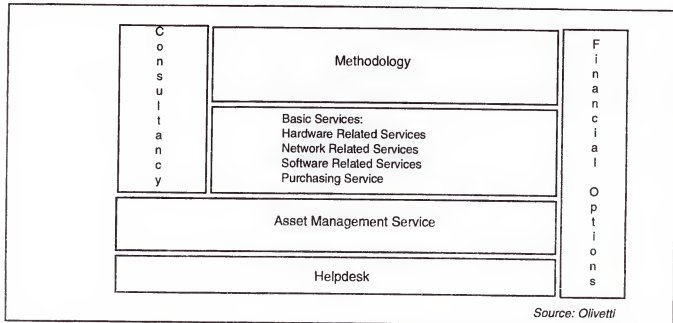 Consultancy
Methodology
Financial Options
Basic Services:
Hardware Related Services
Network Related Services
Software Related Services
Purchasing Service
Asset Management Service
Helpdesk
Source: Olivetti